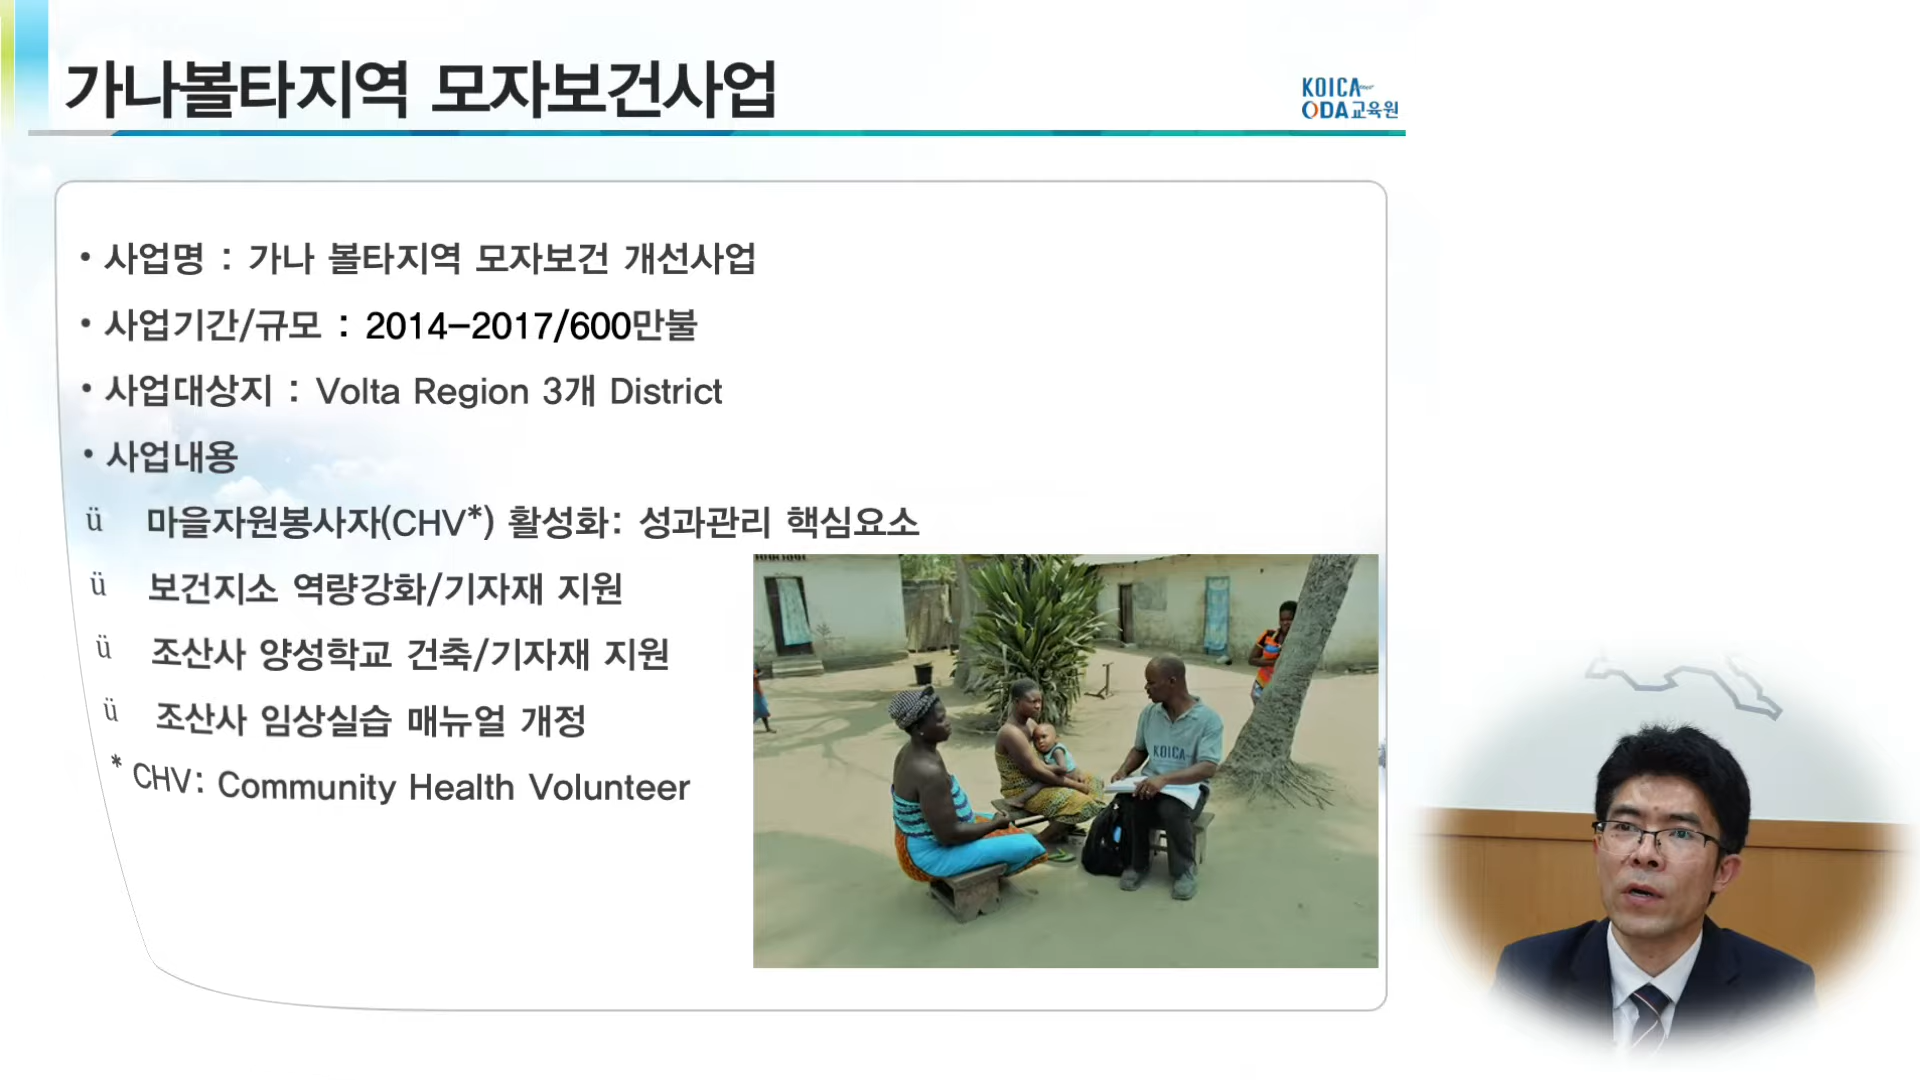 가나볼타지역 모자보건사업
KOICA
ODA교육원
• 사업명 : 가나 볼타지역 모자보건 개선사업
• 사업기간/규모 : 2014-2017/600만불
• 사업대상지 : Volta Region 3개 District
• 사업내용
ü 마을자원봉사자(CHV*) 활성화: 성과관리 핵심요소
ü 보건지소 역량강화/기자재 지원
ü 조산사 양성학교 건축/기자재 지원
ü 조산사 임상실습 매뉴얼 개정
* CHV: Community Health Volunteer
KOICA